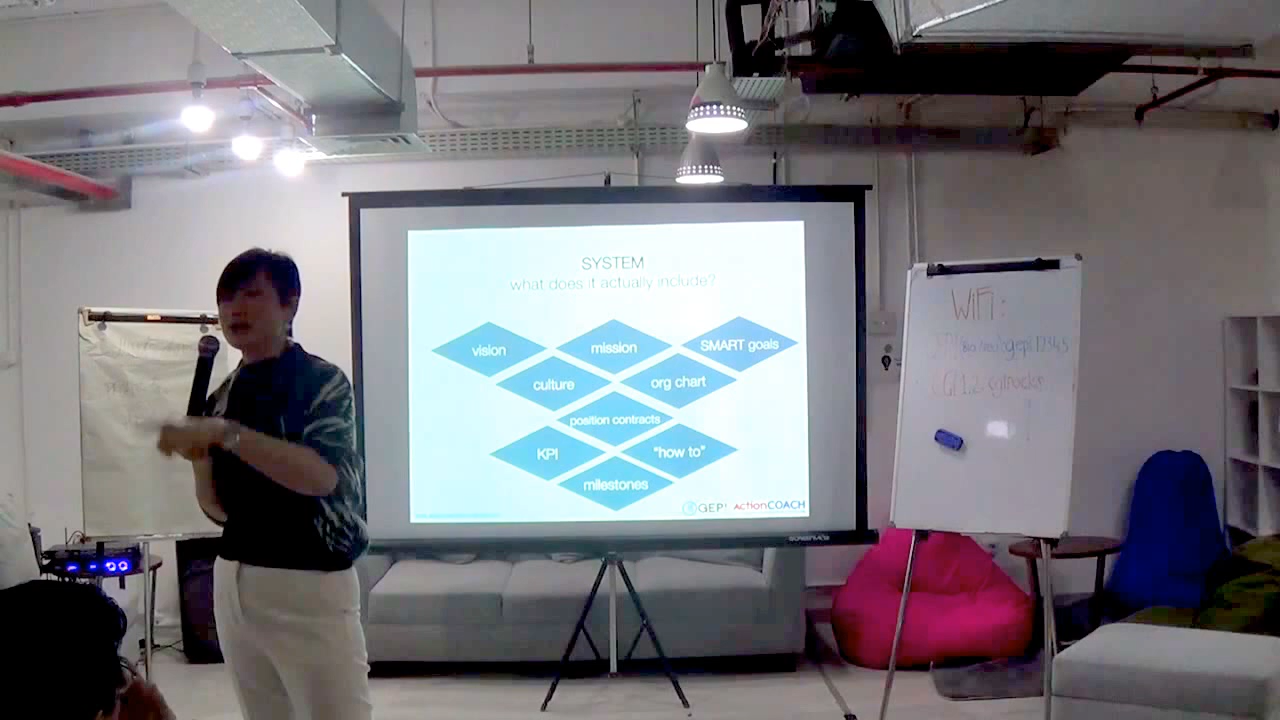 SYSTEM
what does it actually include?
vision
mission
SMART goals
culture
org chart
position contracts
KPI
"how to"
milestones
GEPI ActionCOACH
WiFi: